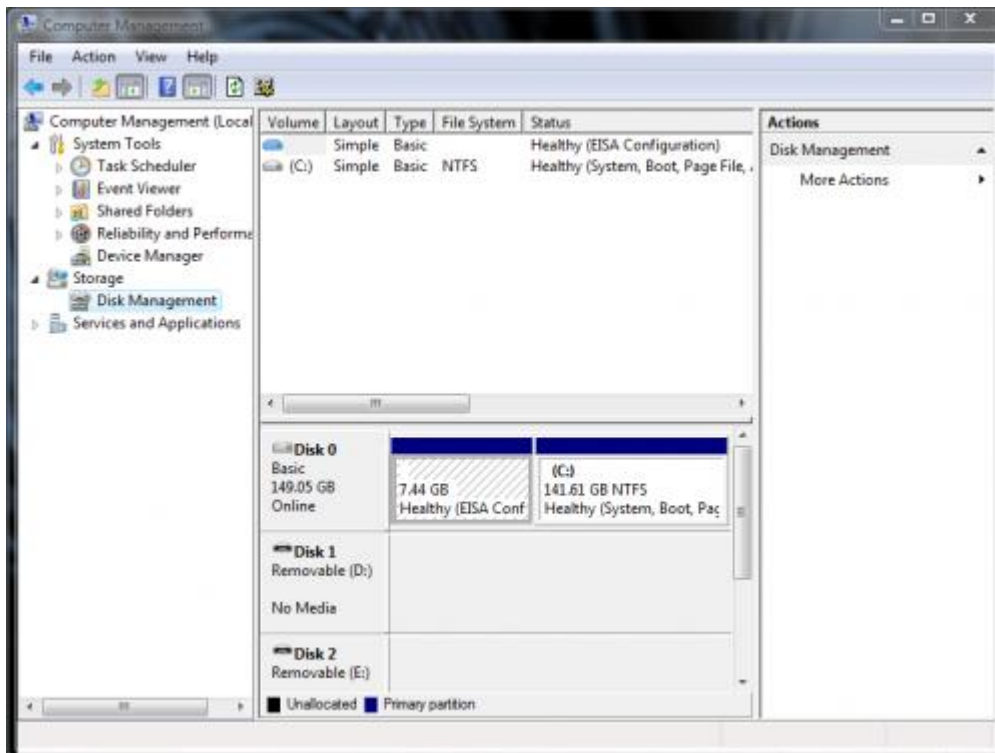 Computer Management
File Action View Help
Computer Management (Local
System Tools
Task Scheduler
Event Viewer
Shared Folders
Reliability and Performa
Device Manager
Storage
Disk Management
Services and Applications
Volume Layout Type File System Status
Simple Basic Healthy (EISA Configuration)
(C:) Simple Basic NTFS Healthy (System, Boot, Page File,
Actions
Disk Management
More Actions
Disk 0
Basic
149.05 GB
Online
7.44 GB
Healthy (EISA Conf
(C:)
141.61 GB NTFS
Healthy (System, Boot, Pag
Disk 1
Removable (D:)
No Media
Disk 2
Removable (E:)
Unallocated Primary partition